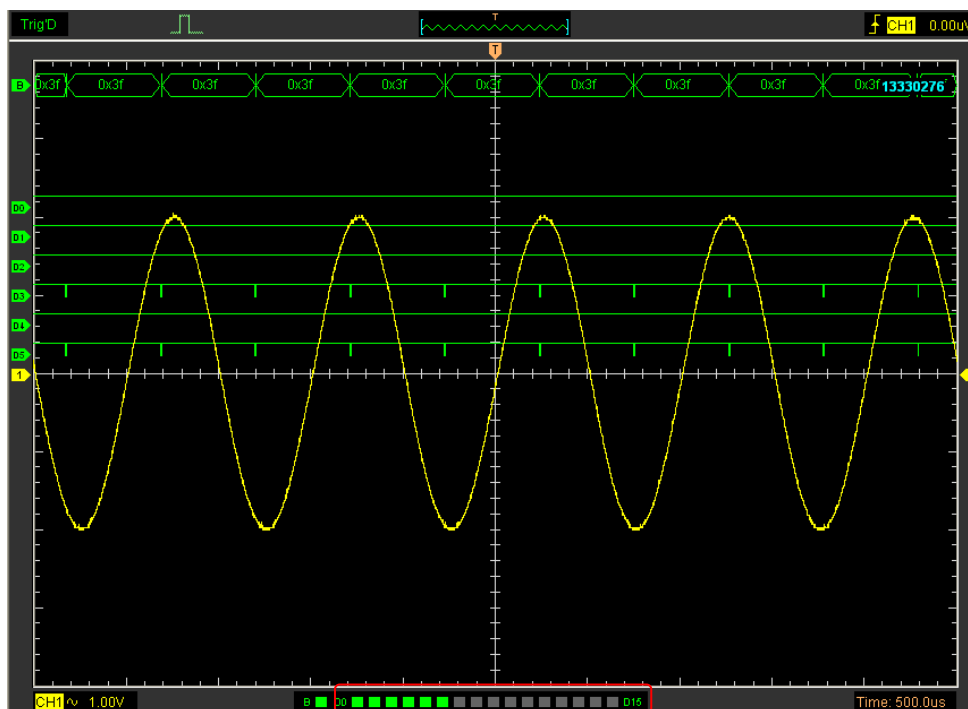 Trig'D
T
CH1 0.00uV
T
B 0x3f 0x3f 0x3f 0x3f 0x3f 0x3f 0x3f 0x3f 0x3f 0x3f 13330276
D0
D1
D2
D3
D4
D5
1
CH1 ∿ 1.00V
B D0 D15
Time: 500.0us